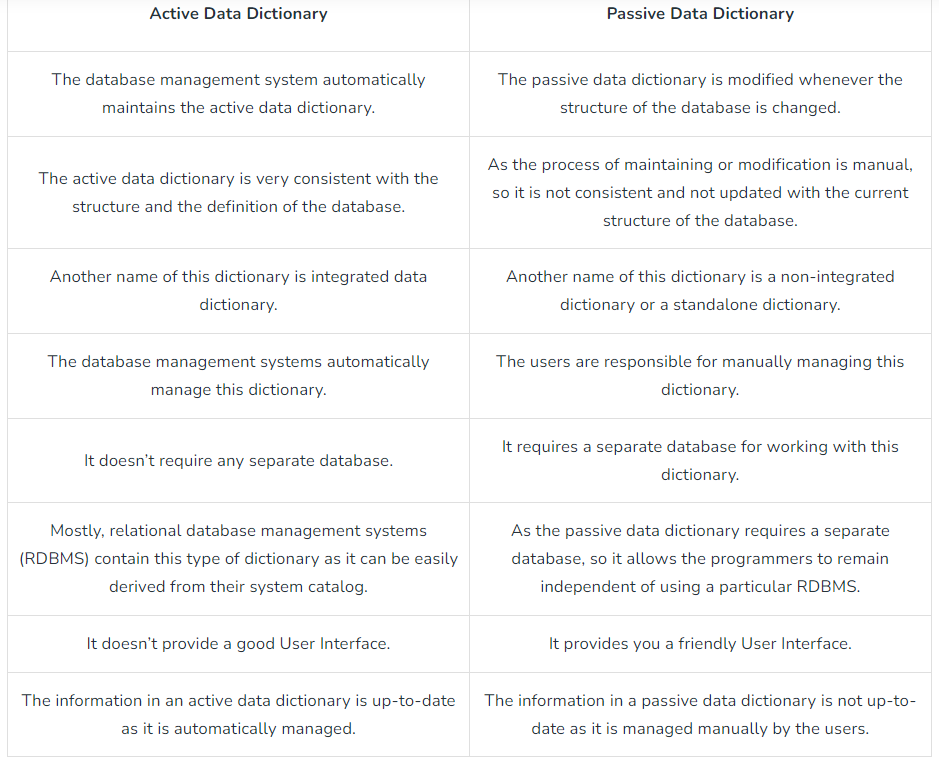 Active Data Dictionary
Passive Data Dictionary
The database management system automatically
maintains the active data dictionary.
The passive data dictionary is modified whenever the
structure of the database is changed.
The active data dictionary is very consistent with the
structure and the definition of the database.
As the process of maintaining or modification is manual,
so it is not consistent and not updated with the current
structure of the database.
Another name of this dictionary is integrated data
dictionary.
Another name of this dictionary is a non-integrated
dictionary or a standalone dictionary.
The database management systems automatically
manage this dictionary.
The users are responsible for manually managing this
dictionary.
It doesn’t require any separate database.
It requires a separate database for working with this
dictionary.
Mostly, relational database management systems
(RDBMS) contain this type of dictionary as it can be easily
derived from their system catalog.
As the passive data dictionary requires a separate
database, so it allows the programmers to remain
independent of using a particular RDBMS.
It doesn’t provide a good User Interface.
It provides you a friendly User Interface.
The information in an active data dictionary is up-to-date
as it is automatically managed.
The information in a passive data dictionary is not up-to-
date as it is managed manually by the users.